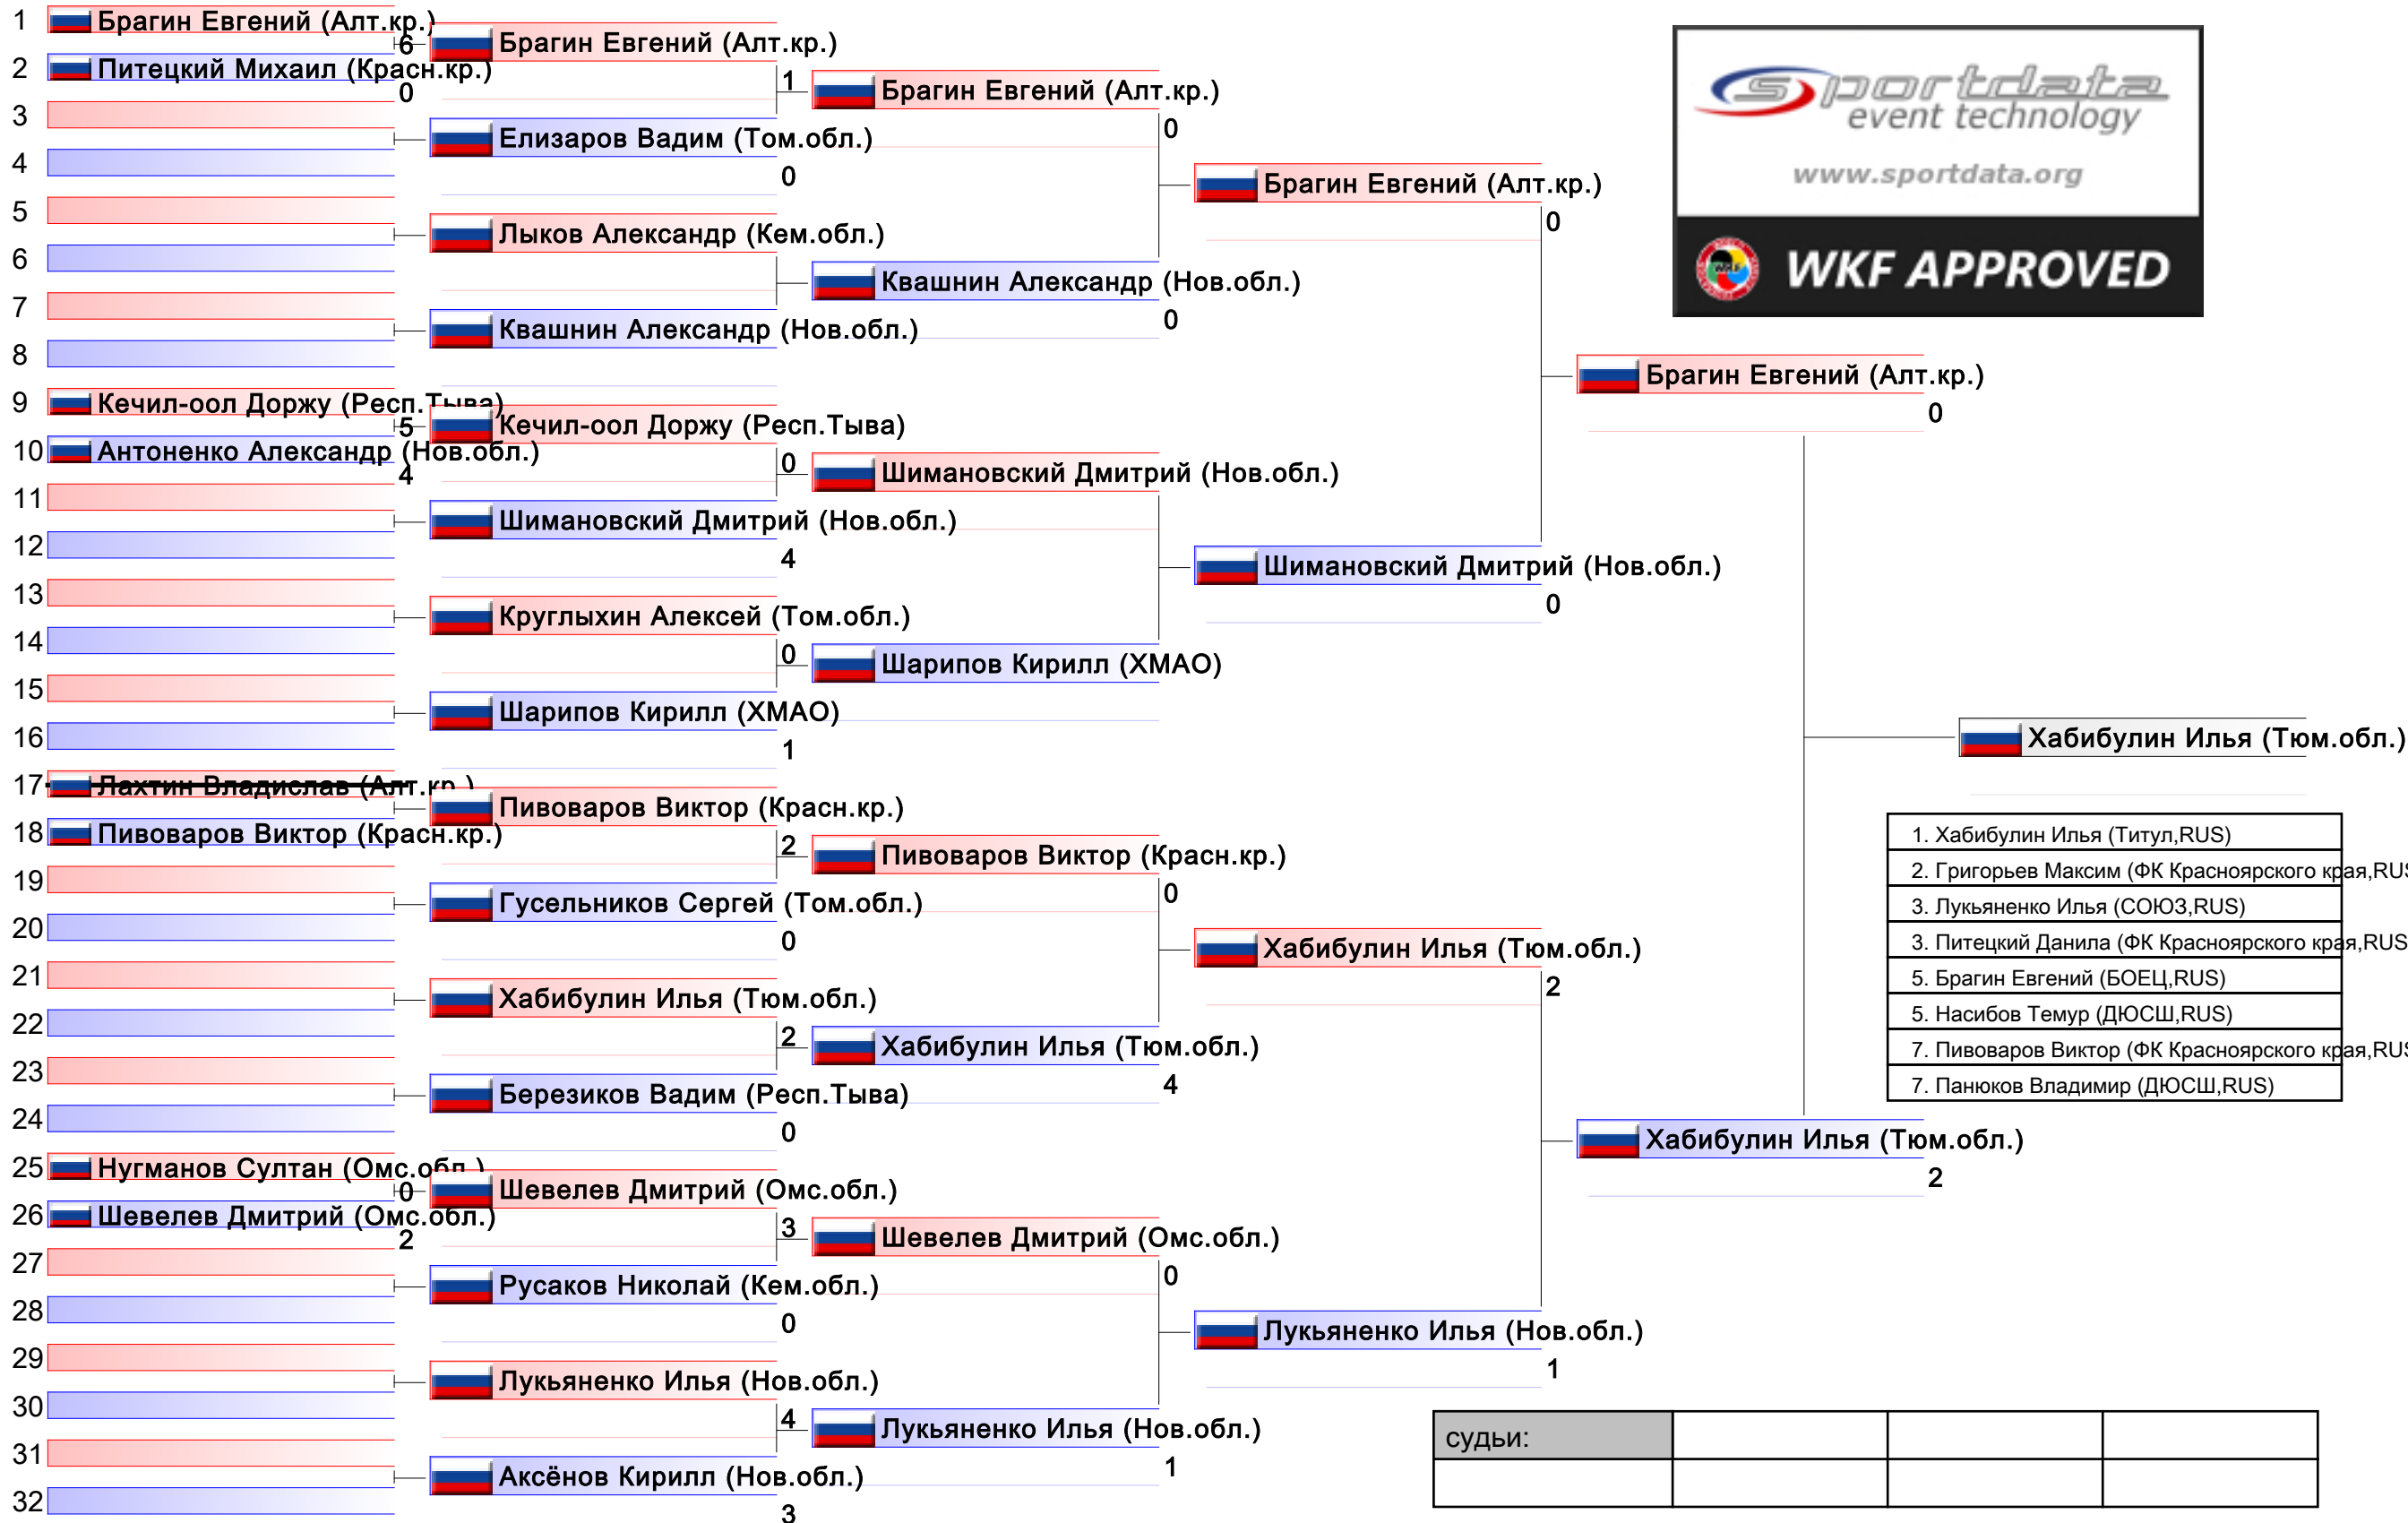 1 Брагин Евгений (Алт.кр.)
6
2 Питецкий Михаил (Красн.кр.)
0
3
4
5
6
7
8
9 Кечил-оол Доржу (Респ.Тыва)
5
10 Антоненко Александр (Нов.обл.)
4
11
12
13
14
15
16
17 Лахтин Владислав (Алт.кр.)
18 Пивоваров Виктор (Красн.кр.)
19
20
21
22
23
24
25 Нугманов Султан (Омс.обл.)
0
26 Шевелев Дмитрий (Омс.обл.)
2
27
28
29
30
31
32
Брагин Евгений (Алт.кр.)
1
Елизаров Вадим (Том.обл.)
0
Лыков Александр (Кем.обл.)
Квашнин Александр (Нов.обл.)
Кечил-оол Доржу (Респ.Тыва)
0
Шимановский Дмитрий (Нов.обл.)
4
Круглыхин Алексей (Том.обл.)
0
Шарипов Кирилл (ХМАО)
1
Пивоваров Виктор (Красн.кр.)
2
Гусельников Сергей (Том.обл.)
0
Хабибулин Илья (Тюм.обл.)
2
Березиков Вадим (Респ.Тыва)
0
Шевелев Дмитрий (Омс.обл.)
3
Русаков Николай (Кем.обл.)
0
Лукьяненко Илья (Нов.обл.)
4
Аксёнов Кирилл (Нов.обл.)
3
Брагин Евгений (Алт.кр.)
0
Квашнин Александр (Нов.обл.)
0
Шимановский Дмитрий (Нов.обл.)
Шарипов Кирилл (ХМАО)
Пивоваров Виктор (Красн.кр.)
0
Хабибулин Илья (Тюм.обл.)
4
Шевелев Дмитрий (Омс.обл.)
0
Лукьяненко Илья (Нов.обл.)
1
Брагин Евгений (Алт.кр.)
0
Шимановский Дмитрий (Нов.обл.)
0
Хабибулин Илья (Тюм.обл.)
2
Лукьяненко Илья (Нов.обл.)
1
Брагин Евгений (Алт.кр.)
0
Хабибулин Илья (Тюм.обл.)
2
Хабибулин Илья (Тюм.обл.)
sportdata
event technology
www.sportdata.org
WKF
WKF APPROVED
1. Хабибулин Илья (Титул,RUS)
2. Григорьев Максим (ФК Красноярского края,RUS
3. Лукьяненко Илья (СОЮЗ,RUS)
3. Питецкий Данила (ФК Красноярского края,RUS
5. Брагин Евгений (БОЕЦ,RUS)
5. Насибов Темур (ДЮСШ,RUS)
7. Пивоваров Виктор (ФК Красноярского края,RUS
7. Панюков Владимир (ДЮСШ,RUS)
судьи: